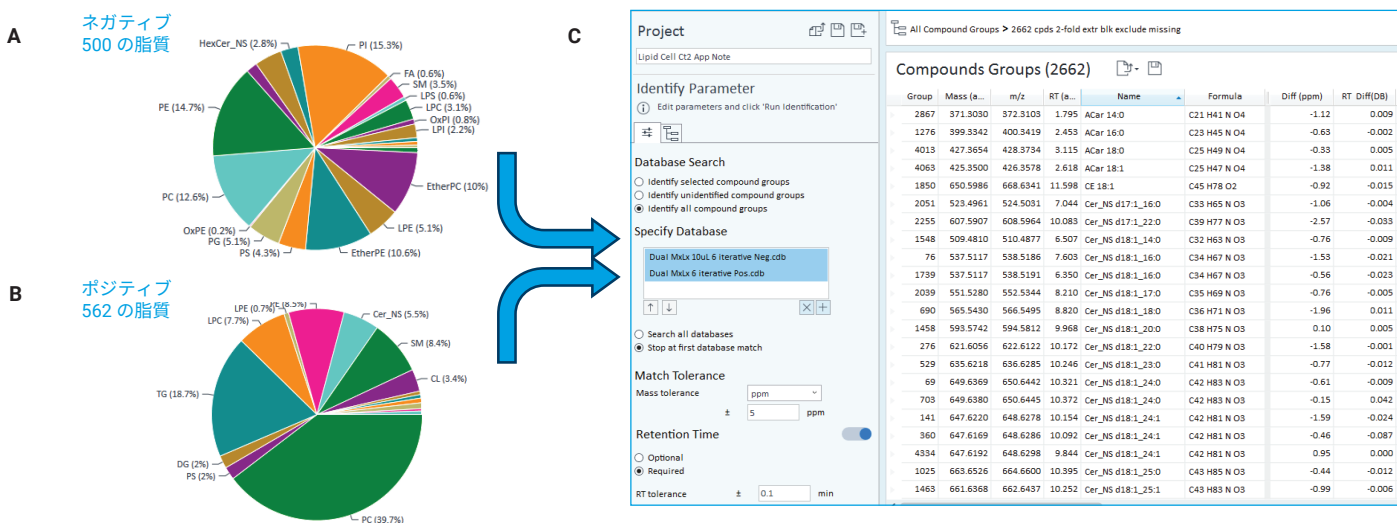 A
ネガティブ
500 の脂質
HexCer_NS (2.8%)
PI (15.3%)
FA (0.6%)
SM (3.5%)
LPS (0.6%)
LPC (3.1%)
OxPI (0.8%)
LPI (2.2%)
EtherPC (10%)
LPE (5.1%)
EtherPE (10.6%)
PS (4.3%)
PG (5.1%)
OxPE (0.2%)
PC (12.6%)
PE (14.7%)
B
ポジティブ
562 の脂質
LPE (0.7%)
PE (8.5%)
Cer_NS (5.5%)
SM (8.4%)
CL (3.4%)
PC (39.7%)
PS (2%)
DG (2%)
TG (18.7%)
LPC (7.7%)
C
Project
Lipid Cell Ct2 App Note
Identify Parameter
Edit parameters and click 'Run Identification'
Database Search
Identify selected compound groups
Identify unidentified compound groups
Identify all compound groups
Specify Database
Dual MxLx 10uL 6 iterative Neg.cdb
Dual MxLx 6 iterative Pos.cdb
Search all databases
Stop at first database match
Match Tolerance
Mass tolerance ppm
± 5 ppm
Retention Time
Optional
Required
RT tolerance ± 0.1 min
All Compound Groups > 2662 cpds 2-fold extr blk exclude missing
Compounds Groups (2662)
Group Mass (a... m/z RT (a... Name Formula Diff (ppm) RT Diff(DB)
2867 371.3030 372.3103 1.795 ACar 14:0 C21 H41 N O4 -1.12 0.009
1276 399.3342 400.3419 2.453 ACar 16:0 C23 H45 N O4 -0.63 -0.002
4013 427.3654 428.3734 3.115 ACar 18:0 C25 H49 N O4 -0.33 0.005
4063 425.3500 426.3578 2.618 ACar 18:1 C25 H47 N O4 -1.38 0.011
1850 650.5986 668.6341 11.598 CE 18:1 C45 H78 O2 -0.92 -0.015
2051 523.4961 524.5031 7.044 Cer_NS d17:1_16:0 C33 H65 N O3 -1.06 -0.004
2255 607.5907 608.5964 10.083 Cer_NS d17:1_22:0 C39 H77 N O3 -2.57 -0.033
1548 509.4810 510.4877 6.507 Cer_NS d18:1_14:0 C32 H63 N O3 -0.76 -0.009
76 537.5117 538.5186 7.603 Cer_NS d18:1_16:0 C34 H67 N O3 -1.53 -0.021
1739 537.5117 538.5191 6.350 Cer_NS d18:1_16:0 C34 H67 N O3 -0.56 -0.023
2039 551.5280 552.5344 8.210 Cer_NS d18:1_17:0 C35 H69 N O3 -0.76 -0.005
690 565.5430 566.5495 8.820 Cer_NS d18:1_18:0 C36 H71 N O3 -1.96 0.011
1458 593.5742 594.5812 9.968 Cer_NS d18:1_20:0 C38 H75 N O3 0.10 0.005
276 621.6056 622.6122 10.172 Cer_NS d18:1_22:0 C40 H79 N O3 -1.58 -0.001
529 635.6218 636.6285 10.246 Cer_NS d18:1_23:0 C41 H81 N O3 -0.77 -0.012
69 649.6369 650.6442 10.321 Cer_NS d18:1_24:0 C42 H83 N O3 -0.61 -0.009
703 649.6380 650.6445 10.372 Cer_NS d18:1_24:0 C42 H83 N O3 -0.15 0.042
141 647.6220 648.6278 10.154 Cer_NS d18:1_24:1 C42 H81 N O3 -1.59 -0.024
360 647.6169 648.6286 10.092 Cer_NS d18:1_24:1 C42 H81 N O3 -0.46 -0.087
4334 647.6192 648.6298 9.844 Cer_NS d18:1_24:1 C42 H81 N O3 0.95 0.000
1025 663.6526 664.6600 10.395 Cer_NS d18:1_25:0 C43 H85 N O3 -0.44 -0.012
1463 661.6368 662.6437 10.252 Cer_NS d18:1_25:1 C43 H83 N O3 -0.99 -0.006